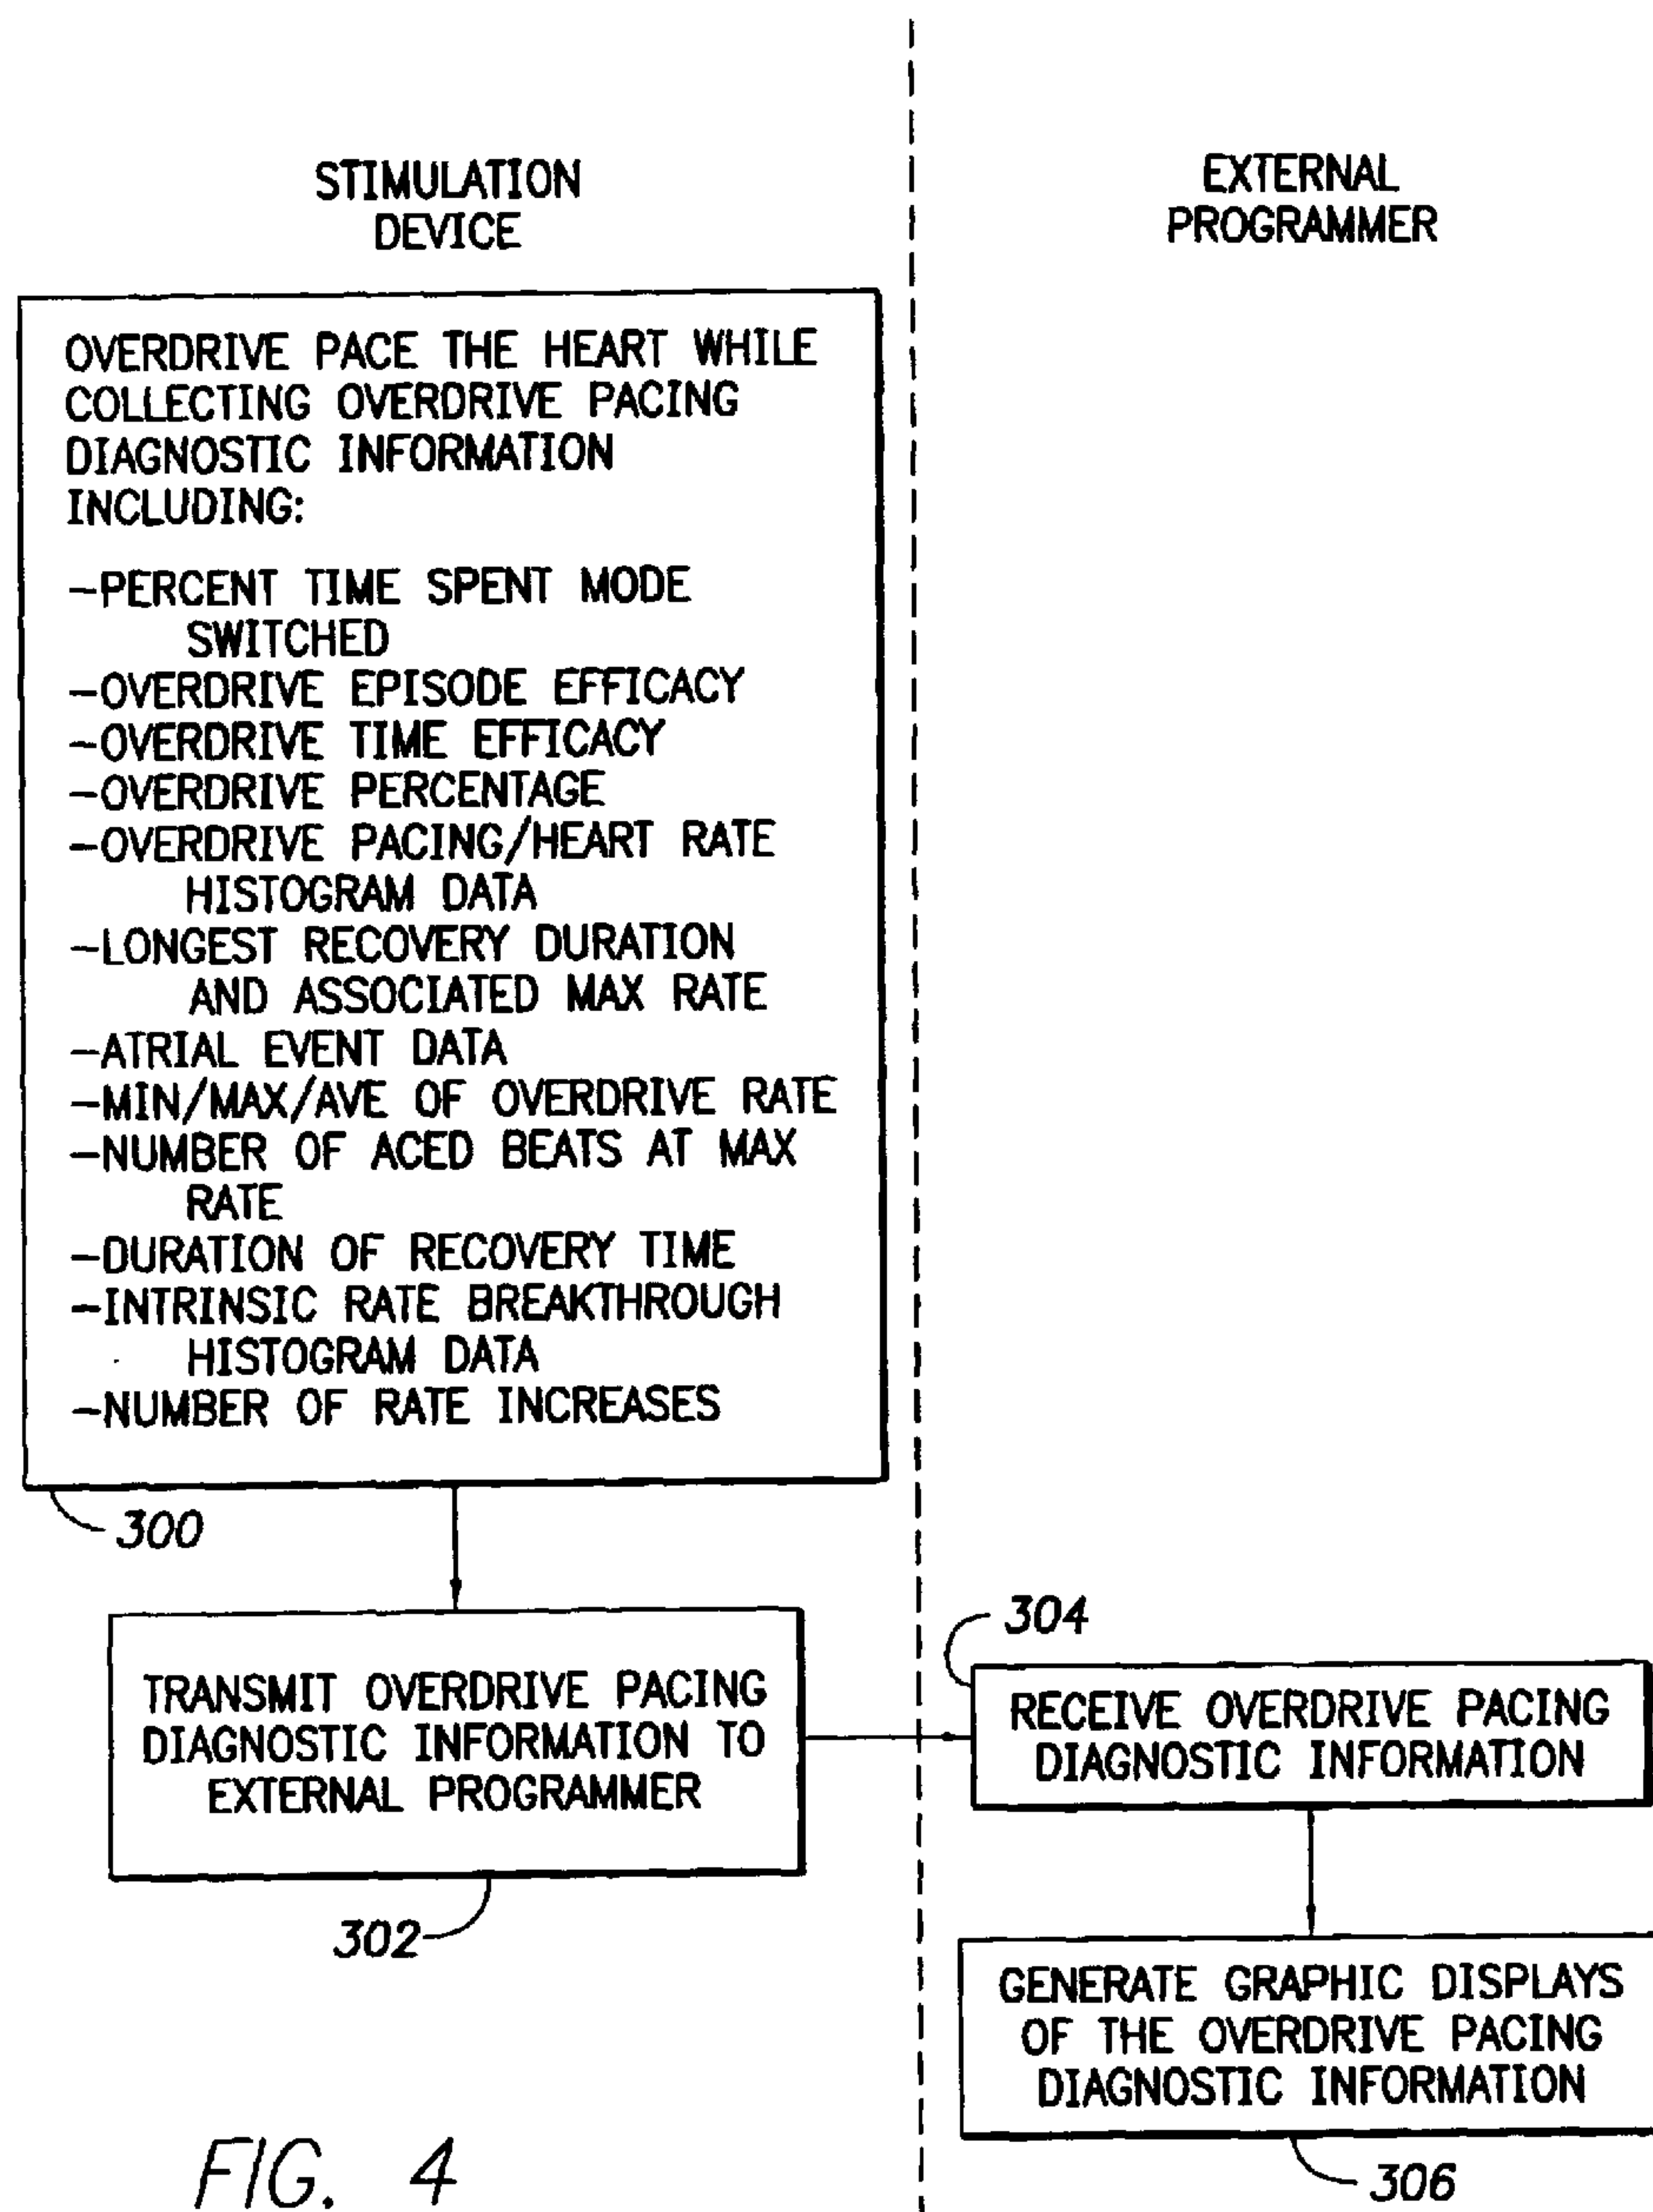 STIMULATION
DEVICE
EXTERNAL
PROGRAMMER
OVERDRIVE PACE THE HEART WHILE
COLLECTING OVERDRIVE PACING
DIAGNOSTIC INFORMATION
INCLUDING:
-PERCENT TIME SPENT MODE
SWITCHED
-OVERDRIVE EPISODE EFFICACY
-OVERDRIVE TIME EFFICACY
-OVERDRIVE PERCENTAGE
-OVERDRIVE PACING/HEART RATE
HISTOGRAM DATA
-LONGEST RECOVERY DURATION
AND ASSOCIATED MAX RATE
-ATRIAL EVENT DATA
-MIN/MAX/AVE OF OVERDRIVE RATE
-NUMBER OF ACED BEATS AT MAX
RATE
-DURATION OF RECOVERY TIME
-INTRINSIC RATE BREAKTHROUGH
HISTOGRAM DATA
-NUMBER OF RATE INCREASES
300
TRANSMIT OVERDRIVE PACING
DIAGNOSTIC INFORMATION TO
EXTERNAL PROGRAMMER
302
304
RECEIVE OVERDRIVE PACING
DIAGNOSTIC INFORMATION
GENERATE GRAPHIC DISPLAYS
OF THE OVERDRIVE PACING
DIAGNOSTIC INFORMATION
306
FIG. 4